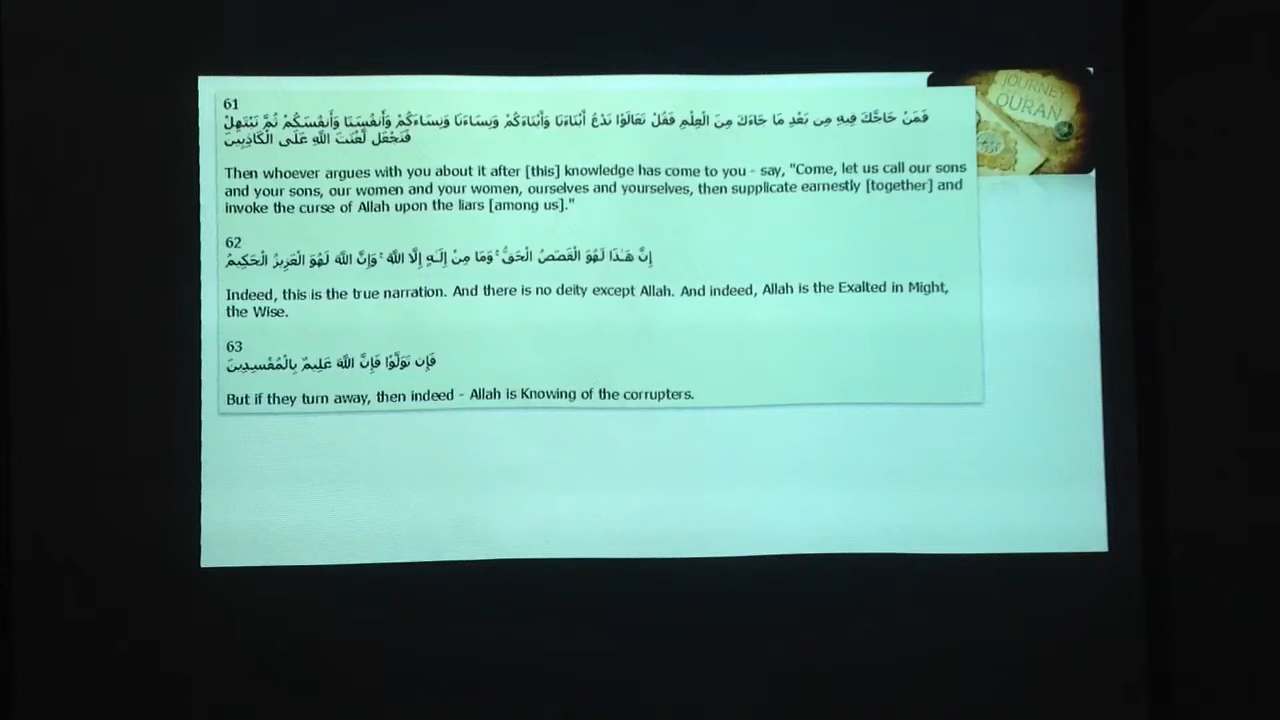 JOURNEY
QURAN
61
فَمَنْ حَاجَّكَ فِيهِ مِن بَعْدِ مَا جَاءَكَ مِنَ الْعِلْمِ فَقُلْ تَعَالَوْا نَدْعُ أَبْنَاءَنَا وَأَبْنَاءَكُمْ وَنِسَاءَنَا وَنِسَاءَكُمْ وَأَنفُسَنَا وَأَنفُسَكُمْ ثُمَّ نَبْتَهِلْ
فَنَجْعَل لَّعْنَتَ اللَّهِ عَلَى الْكَاذِبِينَ
Then whoever argues with you about it after [this] knowledge has come to you - say, "Come, let us call our sons
and your sons, our women and your women, ourselves and yourselves, then supplicate earnestly [together] and
invoke the curse of Allah upon the liars [among us]."
62
إِنَّ هَـٰذَا لَهُوَ الْقَصَصُ الْحَقُّ ۚ وَمَا مِنْ إِلَـٰهٍ إِلَّا اللَّهُ ۚ وَإِنَّ اللَّهَ لَهُوَ الْعَزِيزُ الْحَكِيمُ
Indeed, this is the true narration. And there is no deity except Allah. And indeed, Allah is the Exalted in Might,
the Wise.
63
فَإِن تَوَلَّوْا فَإِنَّ اللَّهَ عَلِيمٌ بِالْمُفْسِدِينَ
But if they turn away, then indeed - Allah is Knowing of the corrupters.